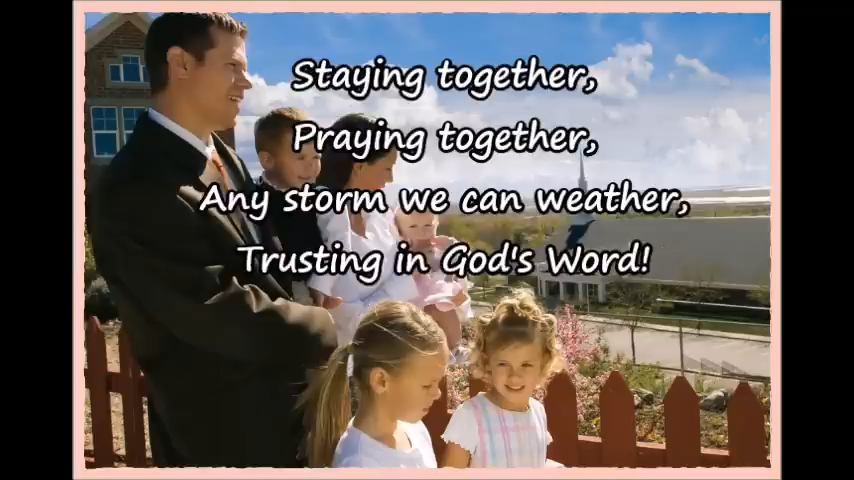 Staying together,
Praying together,
Any storm we can weather,
Trusting in God's Word!